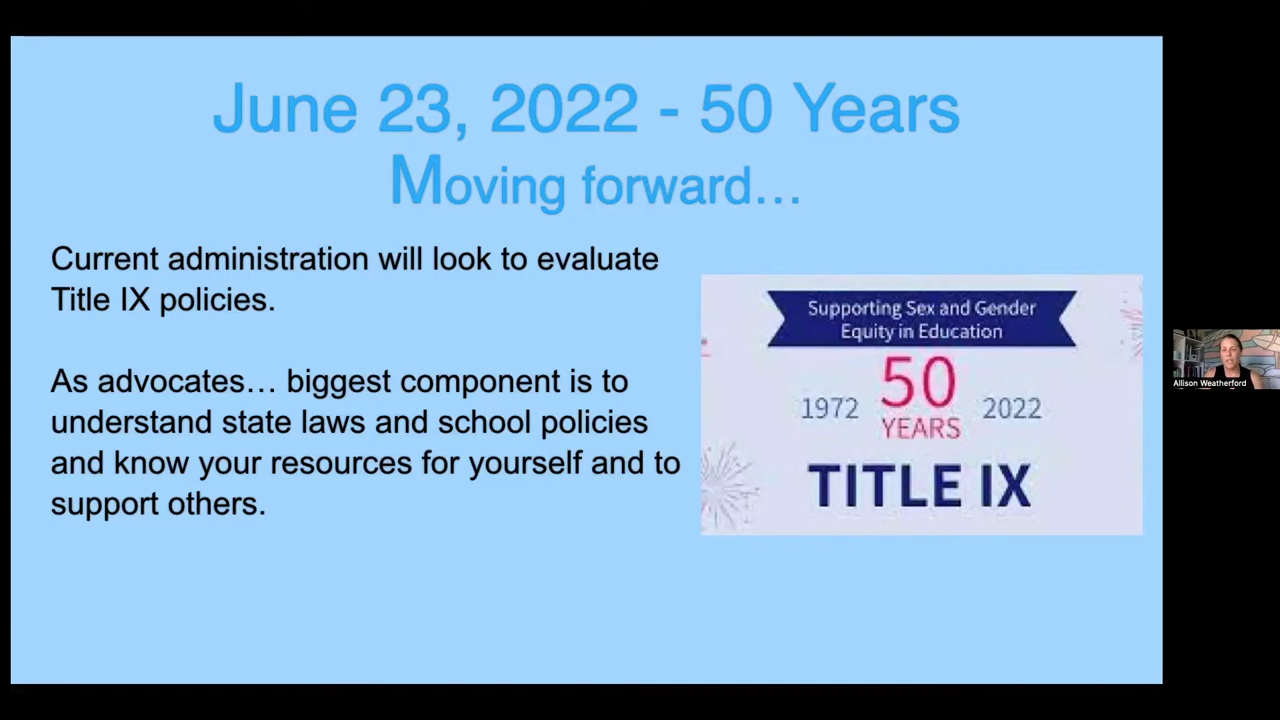 June 23, 2022 - 50 Years
Moving forward...
Current administration will look to evaluate
Title IX policies.
As advocates... biggest component is to
understand state laws and school policies
and know your resources for yourself and to
support others.
Supporting Sex and Gender
Equity in Education
1972 50 2022
YEARS
TITLE IX
Allison Weatherford